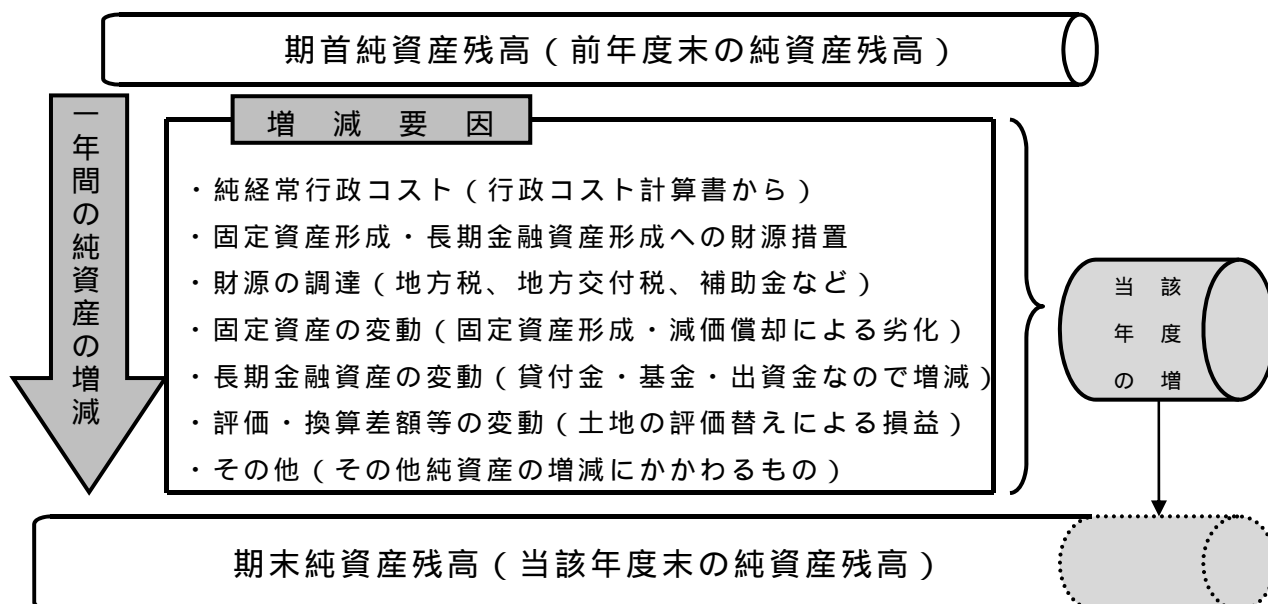 期首純資産残高(前年度末の純資産残高)
一年間の純資産の増減
増減要因
・純経常行政コスト(行政コスト計算書から)
・固定資産形成・長期金融資産形成への財源措置
・財源の調達(地方税、地方交付税、補助金など)
・固定資産の変動(固定資産形成・減価償却による劣化)
・長期金融資産の変動(貸付金・基金・出資金なので増減)
・評価・換算差額等の変動(土地の評価替えによる損益)
・その他(その他純資産の増減にかかわるもの)
当該
年度
の増
期末純資産残高(当該年度末の純資産残高)